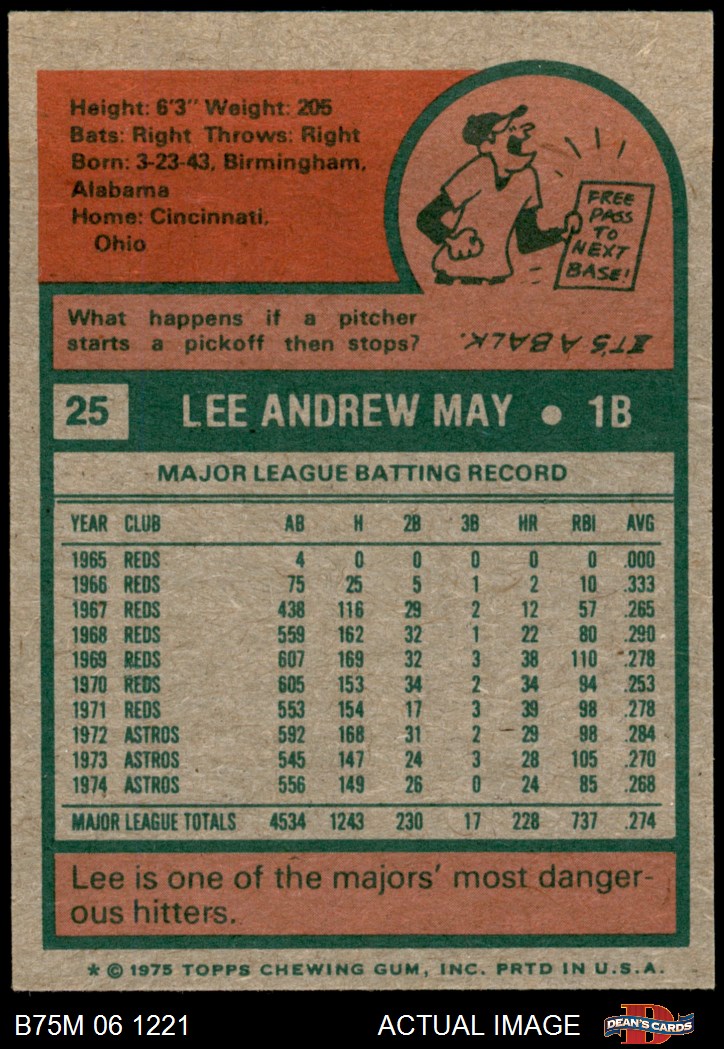 Height: 6'3" Weight: 205
Bats: Right Throws: Right
Born: 3-23-43, Birmingham,
Alabama
Home: Cincinnati,
Ohio
FREE
PASS
TO
NEXT
BASE!
What happens if a pitcher
starts a pickoff then stops?
IT'S A BALK.
25 LEE ANDREW MAY • 1B
MAJOR LEAGUE BATTING RECORD
YEAR CLUB AB H 2B 3B HR RBI AVG
1965 REDS 4 0 0 0 0 0 .000
1966 REDS 75 25 5 1 2 10 .333
1967 REDS 438 116 29 2 12 57 .265
1968 REDS 559 162 32 1 22 80 .290
1969 REDS 607 169 32 3 38 110 .278
1970 REDS 605 153 34 2 34 94 .253
1971 REDS 553 154 17 3 39 98 .278
1972 ASTROS 592 168 31 2 29 98 .284
1973 ASTROS 545 147 24 3 28 105 .270
1974 ASTROS 556 149 26 0 24 85 .268
MAJOR LEAGUE TOTALS 4534 1243 230 17 228 737 .274
Lee is one of the majors' most danger-
ous hitters.
* © 1975 TOPPS CHEWING GUM, INC. PRTD IN U.S.A.
B75M 06 1221 ACTUAL IMAGE
D
DEAN'S CARDS